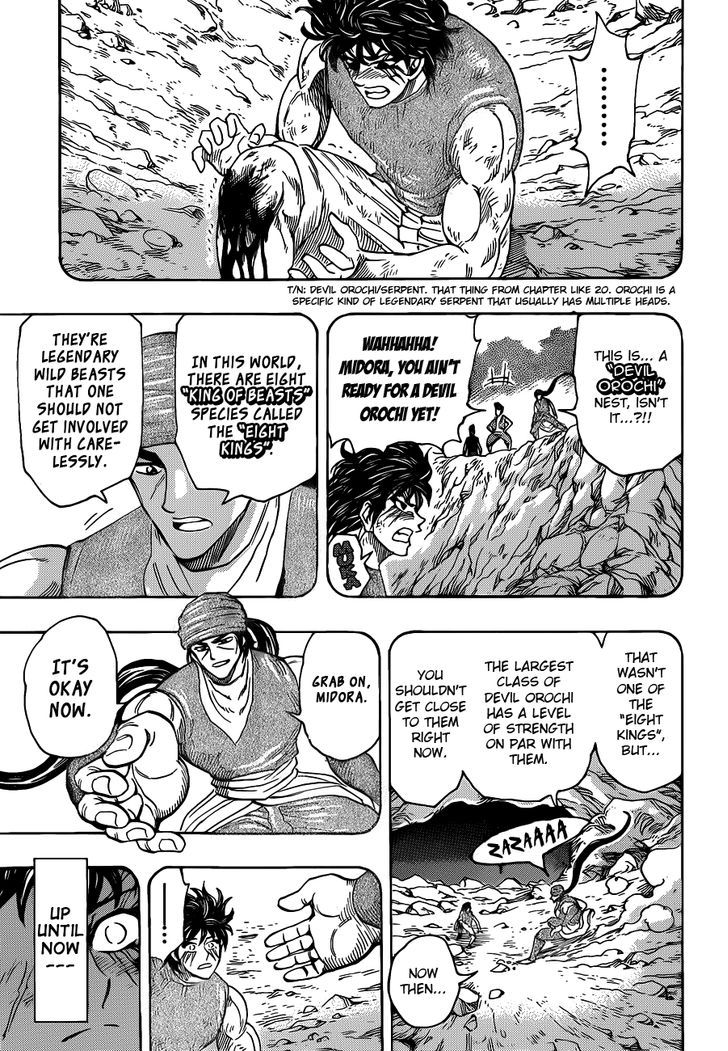 ........
T/N: DEVIL OROCHI/SERPENT. THAT THING FROM CHAPTER LIKE 20. OROCHI IS A
SPECIFIC KIND OF LEGENDARY SERPENT THAT USUALLY HAS MULTIPLE HEADS.
THIS IS... A
"DEVIL
OROCHI"
NEST, ISN'T
IT...?!!
WAHHAHHA!
MIDORA, YOU AIN'T
READY FOR A DEVIL
OROCHI YET!
MUKA
IN THIS WORLD,
THERE ARE EIGHT
"KING OF BEASTS"
SPECIES CALLED
THE "EIGHT
KINGS".
THEY'RE
LEGENDARY
WILD BEASTS
THAT ONE
SHOULD NOT
GET INVOLVED
WITH CARE-
LESSLY.
THAT
WASN'T
ONE OF
THE
"EIGHT
KINGS",
BUT...
THE
LARGEST
CLASS OF
DEVIL OROCHI
HAS A LEVEL
OF STRENGTH
ON PAR WITH
THEM.
YOU
SHOULDN'T
GET CLOSE
TO THEM
RIGHT
NOW.
ZAZAAAA
NOW
THEN...
GRAB ON,
MIDORA.
IT'S
OKAY
NOW.
......
UP
UNTIL
NOW
---